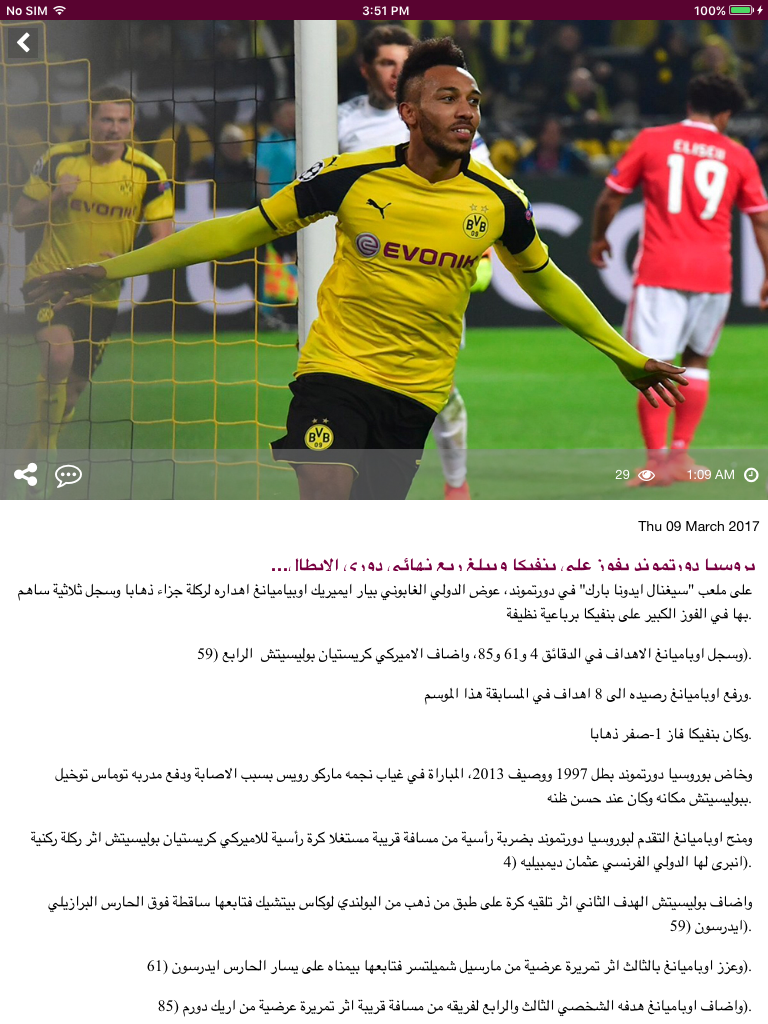 No SIM 3:51 PM 100%
ELISEU
19
BVB
09
EVONIK
EVONIK
BVB
09
29 1:09 AM
Thu 09 March 2017
بروسيا دورتموند يفوز على بنفيكا ويبلغ ربع نهائي دوري الابطال...
على ملعب "سيغنال ايدونا بارك" في دورتموند، عوض الدولي الغابوني بيار ايميريك اوبياميانغ اهداره لركلة جزاء ذهابا وسجل ثلاثية ساهم
بها في الفوز الكبير على بنفيكا برباعية نظيفة.
وسجل اوباميانغ الاهداف في الدقائق 4 و61 و85، واضاف الاميركي كريستيان بوليسيتش الرابع (59).
ورفع اوباميانغ رصيده الى 8 اهداف في المسابقة هذا الموسم.
وكان بنفيكا فاز 1-صفر ذهابا.
وخاض بوروسيا دورتموند بطل 1997 ووصيف 2013، المباراة في غياب نجمه ماركو رويس بسبب الاصابة ودفع مدربه توماس توخيل
ببوليسيتش مكانه وكان عند حسن ظنه.
ومنح اوباميانغ التقدم لبوروسيا دورتموند بضربة رأسية من مسافة قريبة مستغلا كرة رأسية للاميركي كريستيان بوليسيتش اثر ركلة ركنية
انبرى لها الدولي الفرنسي عثمان ديمبيليه (4).
واضاف بوليسيتش الهدف الثاني اثر تلقيه كرة على طبق من ذهب من البولندي لوكاس بيتشيك فتابعها ساقطة فوق الحارس البرازيلي
ايدرسون (59).
وعزز اوباميانغ بالثالث اثر تمريرة عرضية من مارسيل شميلتسر فتابعها بيمناه على يسار الحارس ايدرسون (61).
واضاف اوباميانغ هدفه الشخصي الثالث والرابع لفريقه من مسافة قريبة اثر تمريرة عرضية من اريك دورم (85).